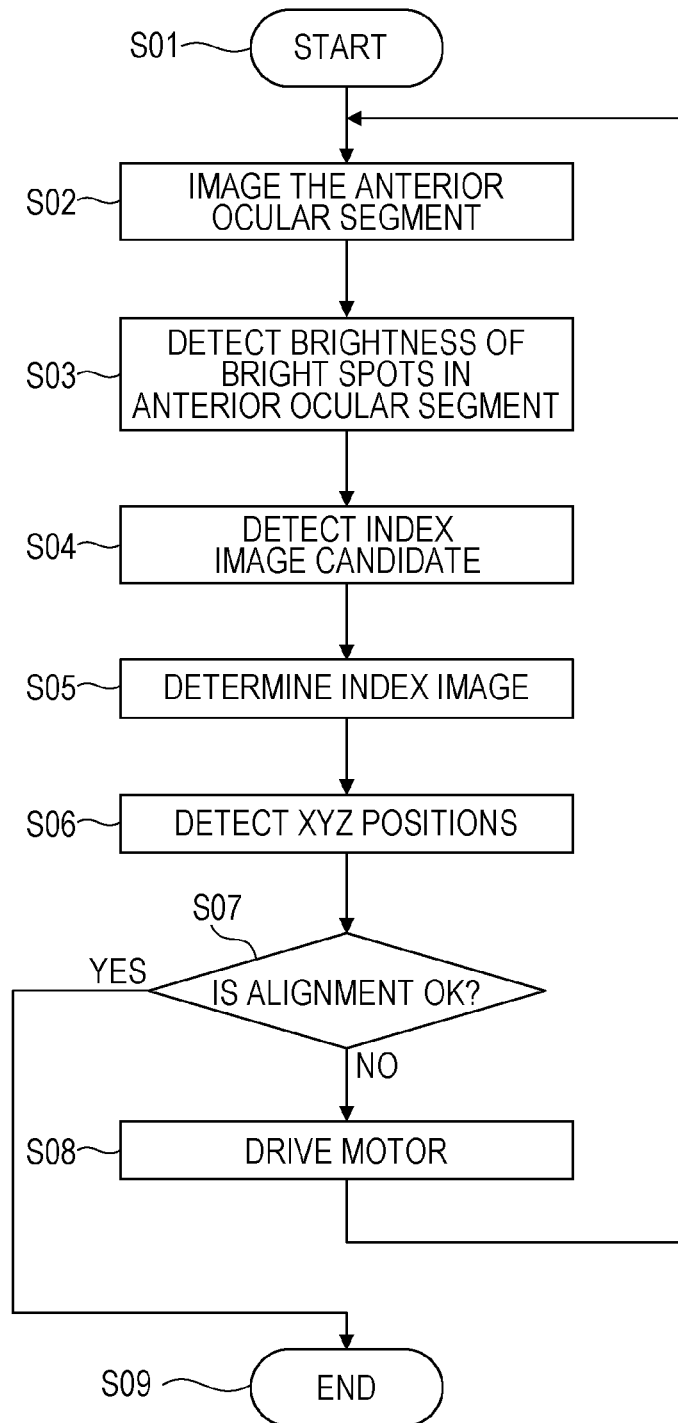 S01
START
S02
IMAGE THE ANTERIOR
OCULAR SEGMENT
S03
DETECT BRIGHTNESS OF
BRIGHT SPOTS IN
ANTERIOR OCULAR SEGMENT
S04
DETECT INDEX
IMAGE CANDIDATE
S05
DETERMINE INDEX IMAGE
S06
DETECT XYZ POSITIONS
S07
YES
IS ALIGNMENT OK?
NO
S08
DRIVE MOTOR
S09
END